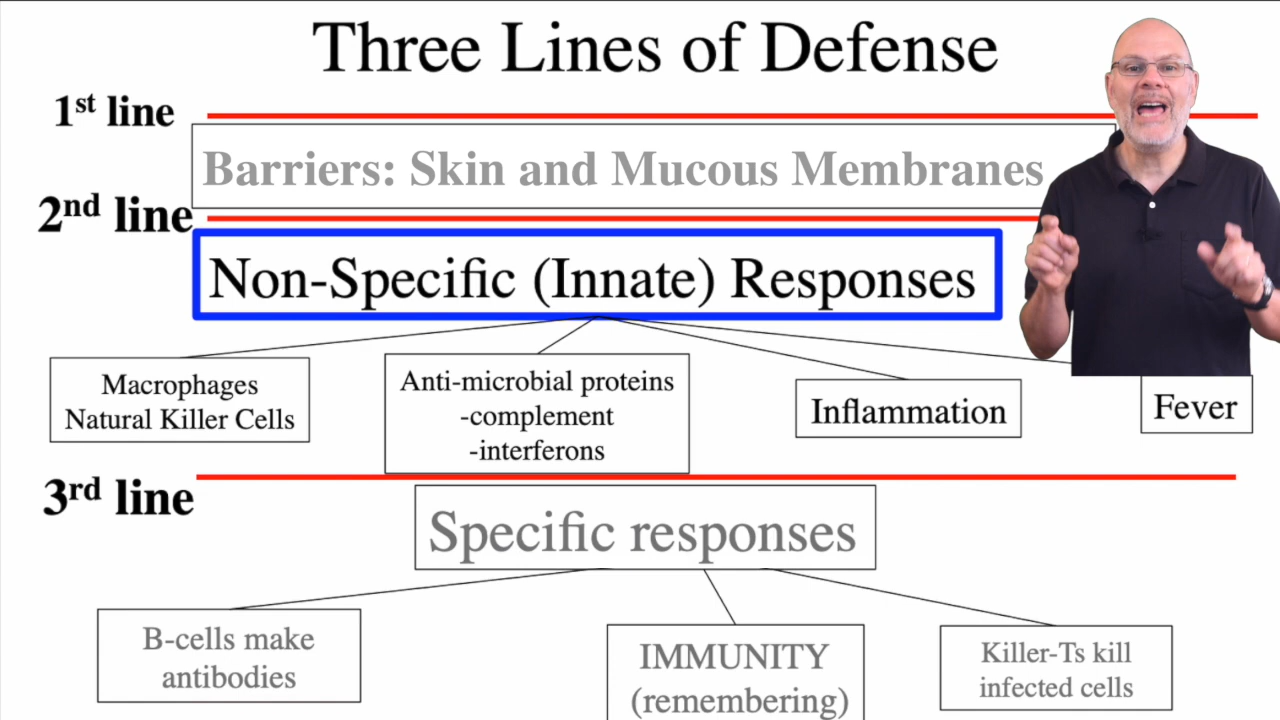 Three Lines of Defense
1st line
Barriers: Skin and Mucous Membranes
2nd line
Non-Specific (Innate) Responses
Macrophages
Natural Killer Cells
Anti-microbial proteins
-complement
-interferons
Inflammation
Fever
3rd line
Specific responses
B-cells make
antibodies
IMMUNITY
(remembering)
Killer-Ts kill
infected cells